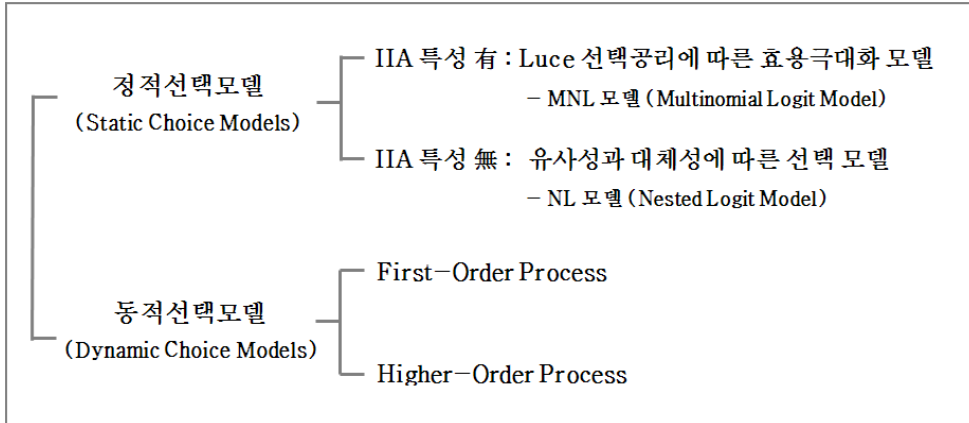 IIA 특성 有 : Luce 선택공리에 따른 효용극대화 모델
정적선택모델
− MNL 모델 (Multinomial Logit Model)
(Static Choice Models)
IIA 특성 無 : 유사성과 대체성에 따른 선택 모델
− NL 모델 (Nested Logit Model)
First−Order Process
동적선택모델
(Dynamic Choice Models)
Higher−Order Process